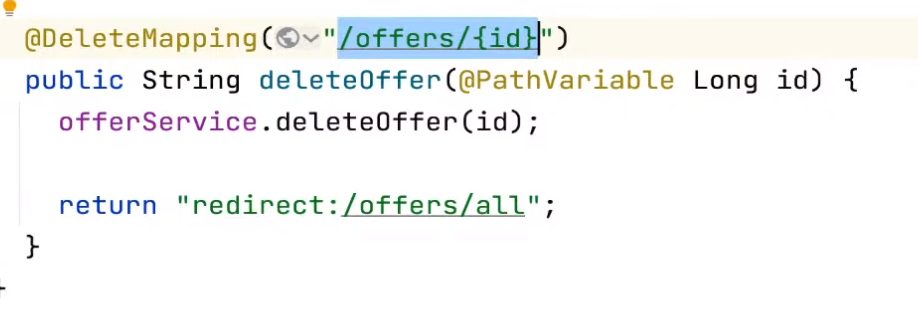 @DeleteMapping("/offers/{id}")
public String deleteOffer(@PathVariable Long id) {
offerService.deleteOffer(id);
return "redirect:/offers/all";
}